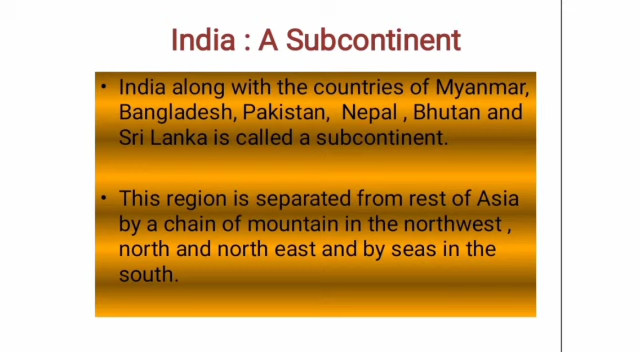 India : A Subcontinent
• India along with the countries of Myanmar,
Bangladesh, Pakistan,  Nepal , Bhutan and
Sri Lanka is called a subcontinent.
• This region is separated from rest of Asia
by a chain of mountain in the northwest ,
north and north east and by seas in the
south.